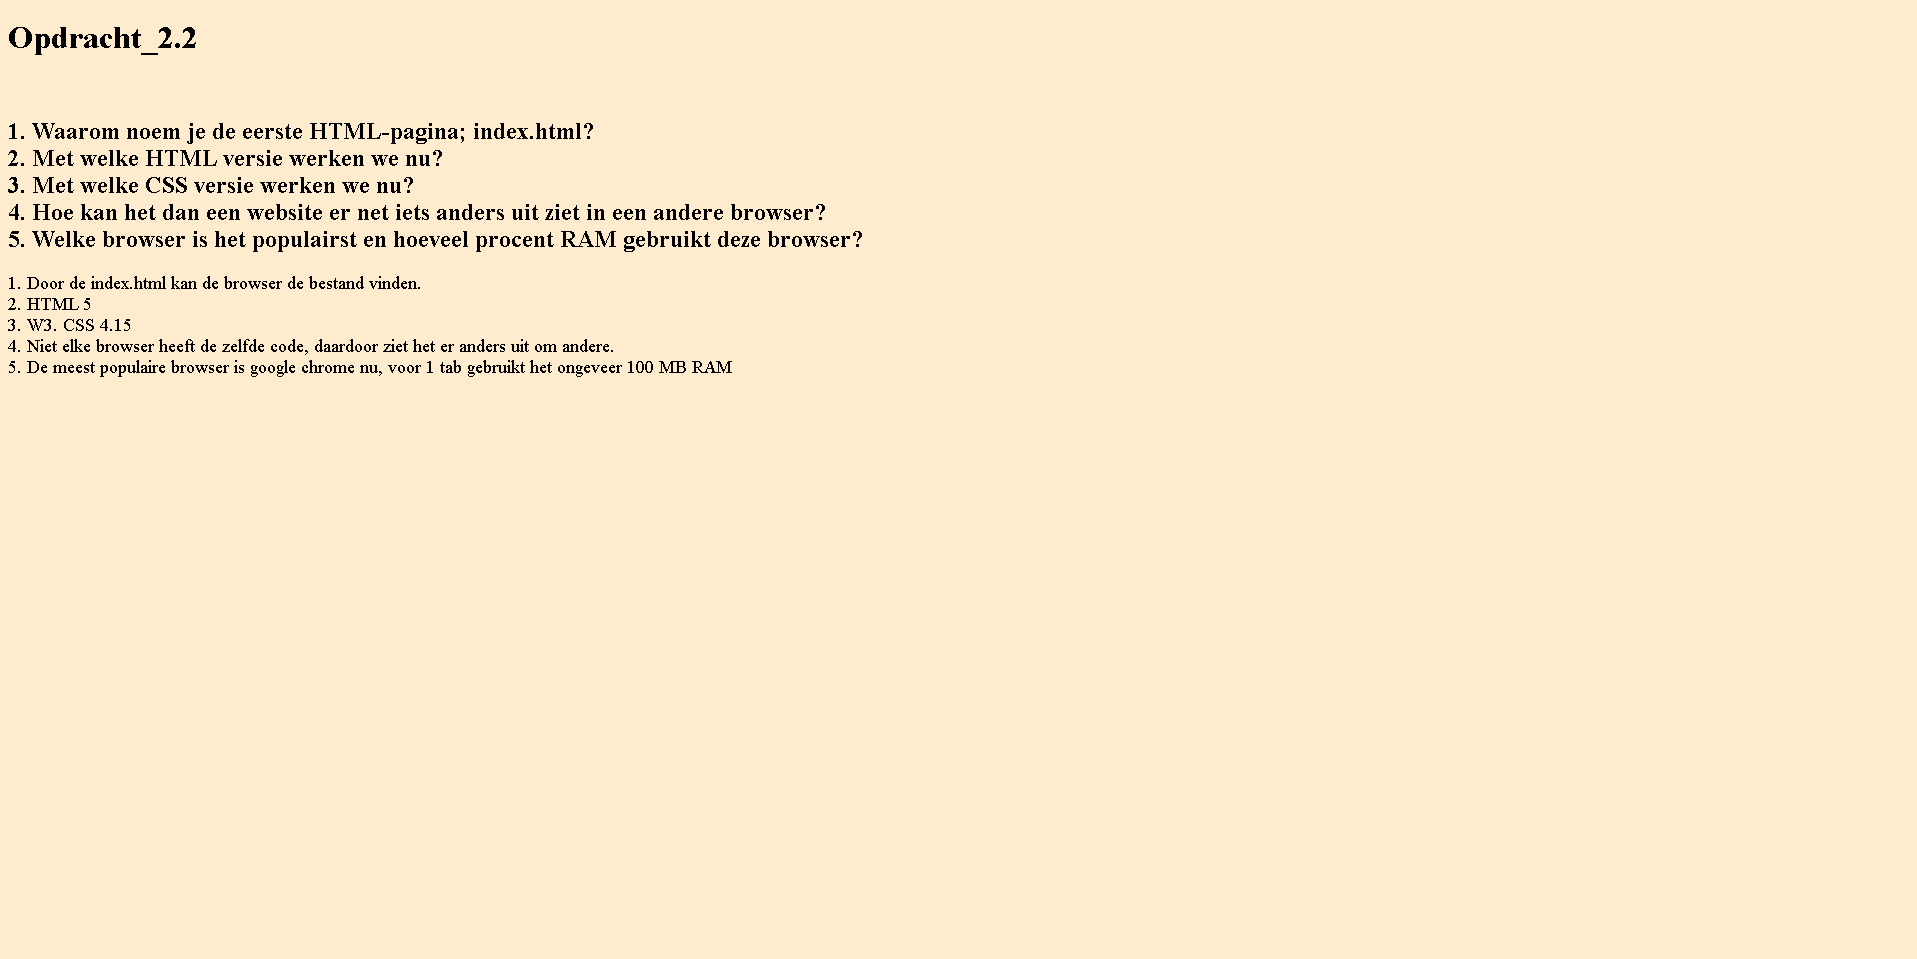 Opdracht_2.2
1. Waarom noem je de eerste HTML-pagina; index.html?
2. Met welke HTML versie werken we nu?
3. Met welke CSS versie werken we nu?
4. Hoe kan het dan een website er net iets anders uit ziet in een andere browser?
5. Welke browser is het populairst en hoeveel procent RAM gebruikt deze browser?
1. Door de index.html kan de browser de bestand vinden.
2. HTML 5
3. W3. CSS 4.15
4. Niet elke browser heeft de zelfde code, daardoor ziet het er anders uit om andere.
5. De meest populaire browser is google chrome nu, voor 1 tab gebruikt het ongeveer 100 MB RAM